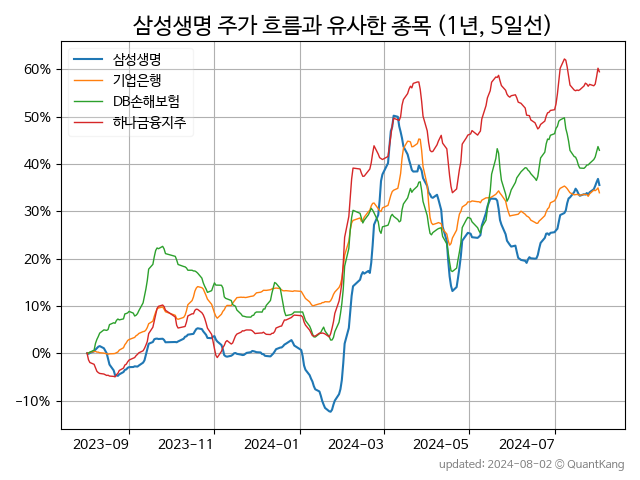 삼성생명 주가 흐름과 유사한 종목 (1년, 5일선)
삼성생명
기업은행
DB손해보험
하나금융지주
60%
50%
40%
30%
20%
10%
0%
−10%
2023−09
2023−11
2024−01
2024−03
2024−05
2024−07
updated: 2024-08-02 © QuantKang